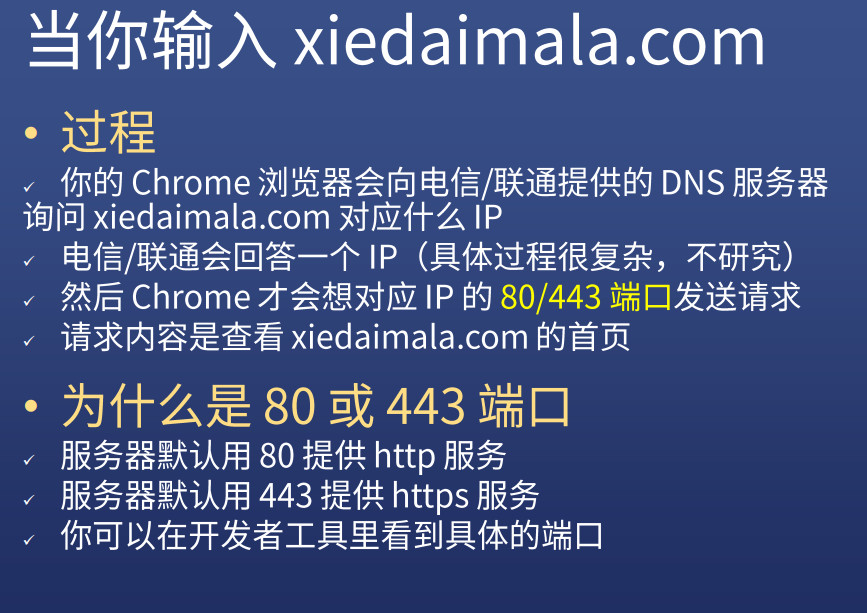 当你输入 xiedaimala.com
• 过程
✓ 你的 Chrome 浏览器会向电信/联通提供的 DNS 服务器
询问 xiedaimala.com 对应什么 IP
✓ 电信/联通会回答一个 IP（具体过程很复杂，不研究）
✓ 然后 Chrome 才会想对应 IP 的 80/443 端口发送请求
✓ 请求内容是查看 xiedaimala.com 的首页
• 为什么是 80 或 443 端口
✓ 服务器默认用 80 提供 http 服务
✓ 服务器默认用 443 提供 https 服务
✓ 你可以在开发者工具里看到具体的端口